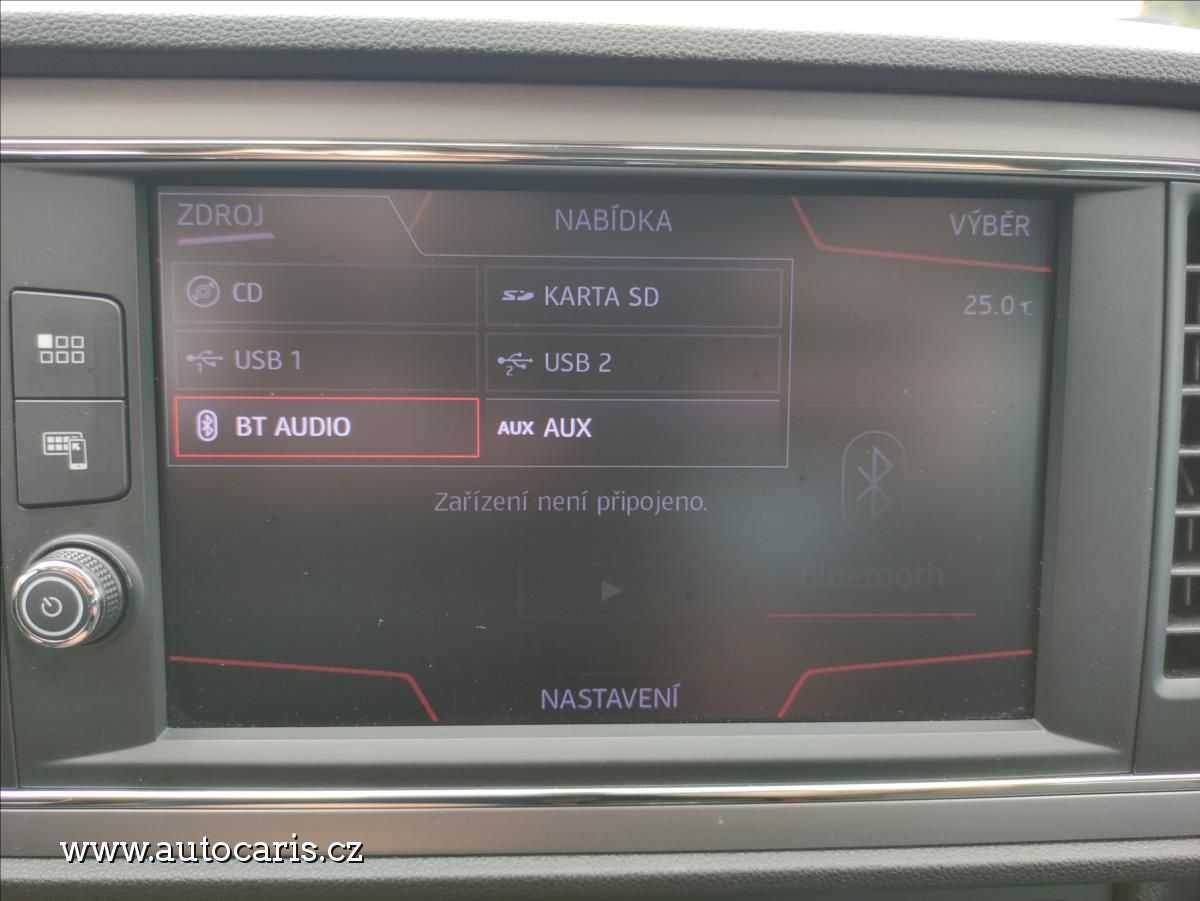 ZDROJ NABÍDKA VÝBĚR
CD KARTA SD 25.0 °C
USB 1 2 USB 2
BT AUDIO AUX AUX
Zařízení není připojeno.
Bluetooth
NASTAVENÍ
www.autocaris.cz